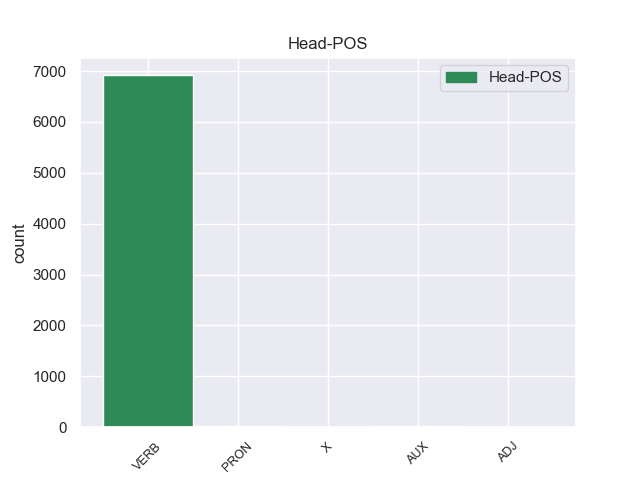 Head-POS
Head-POS
7000
6000
5000
4000
3000
2000
1000
0
count
VERB
PRON
X
AUX
ADJ